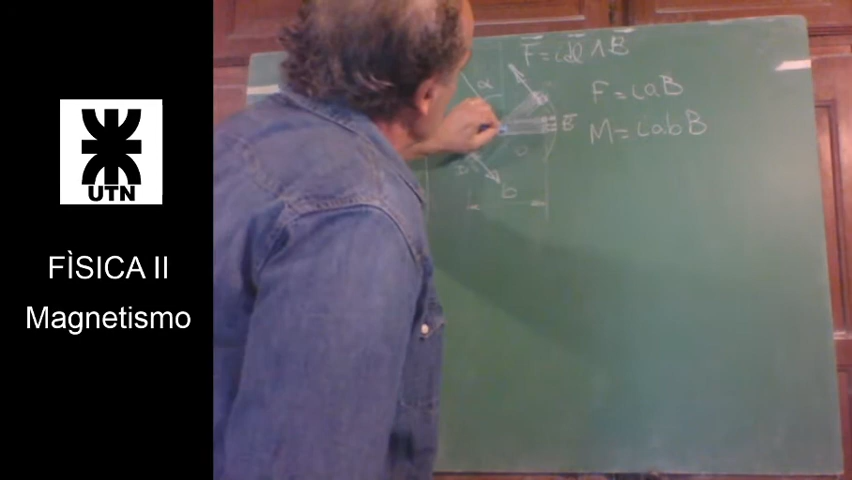 UTN
FÌSICA II
Magnetismo
F̅ = i dl̅ ∧ B̅
F = i a B
M = i a b B
α
B̅
b